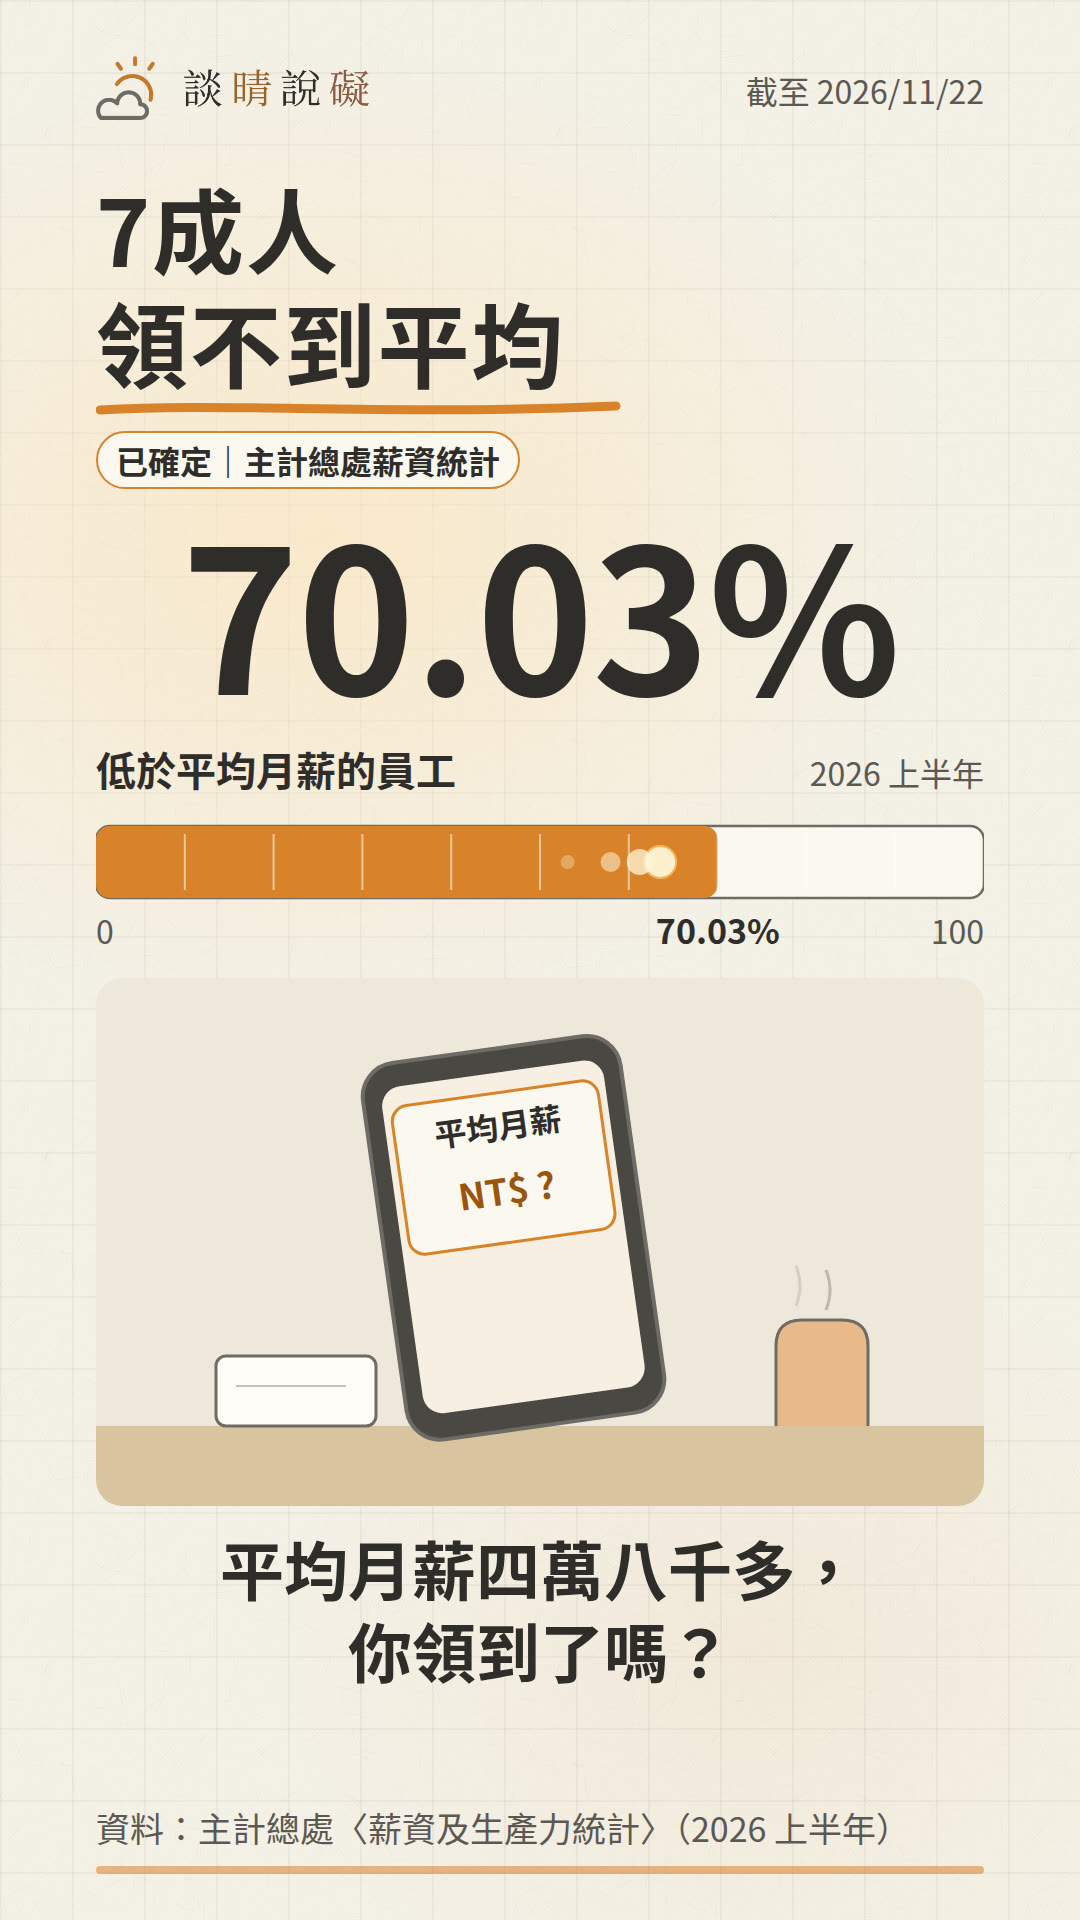 談晴說礙
截至 2026/11/22
7成人
領不到平均
已確定｜主計總處薪資統計
70.03%
低於平均月薪的員工
2026 上半年
0
70.03%
100
平均月薪
NT$ ?
平均月薪四萬八千多，
你領到了嗎？
資料：主計總處〈薪資及生產力統計〉（2026 上半年）